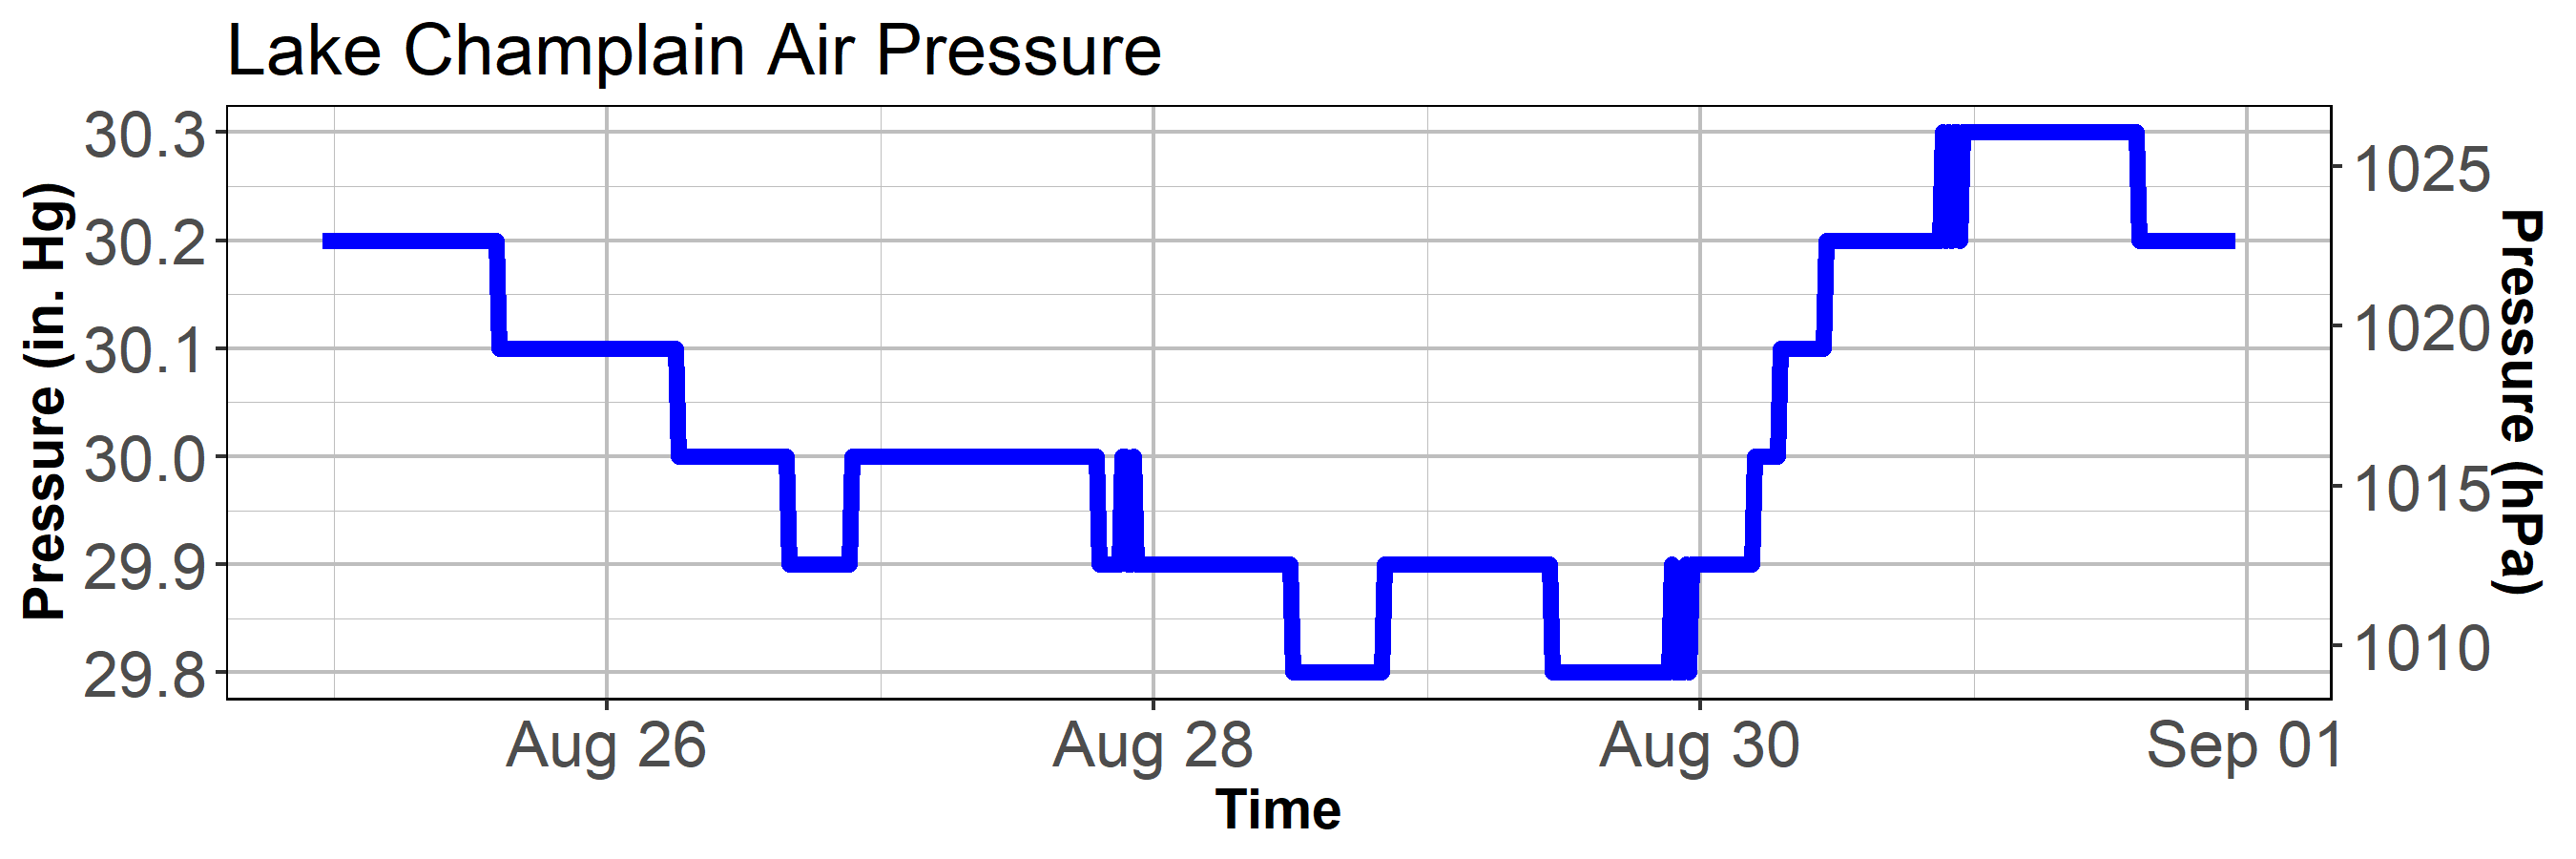 Lake Champlain Air Pressure
Pressure (in. Hg)
30.3
30.2
30.1
30.0
29.9
29.8
1025
1020
1015
1010
Pressure (hPa)
Aug 26
Aug 28
Aug 30
Sep 01
Time